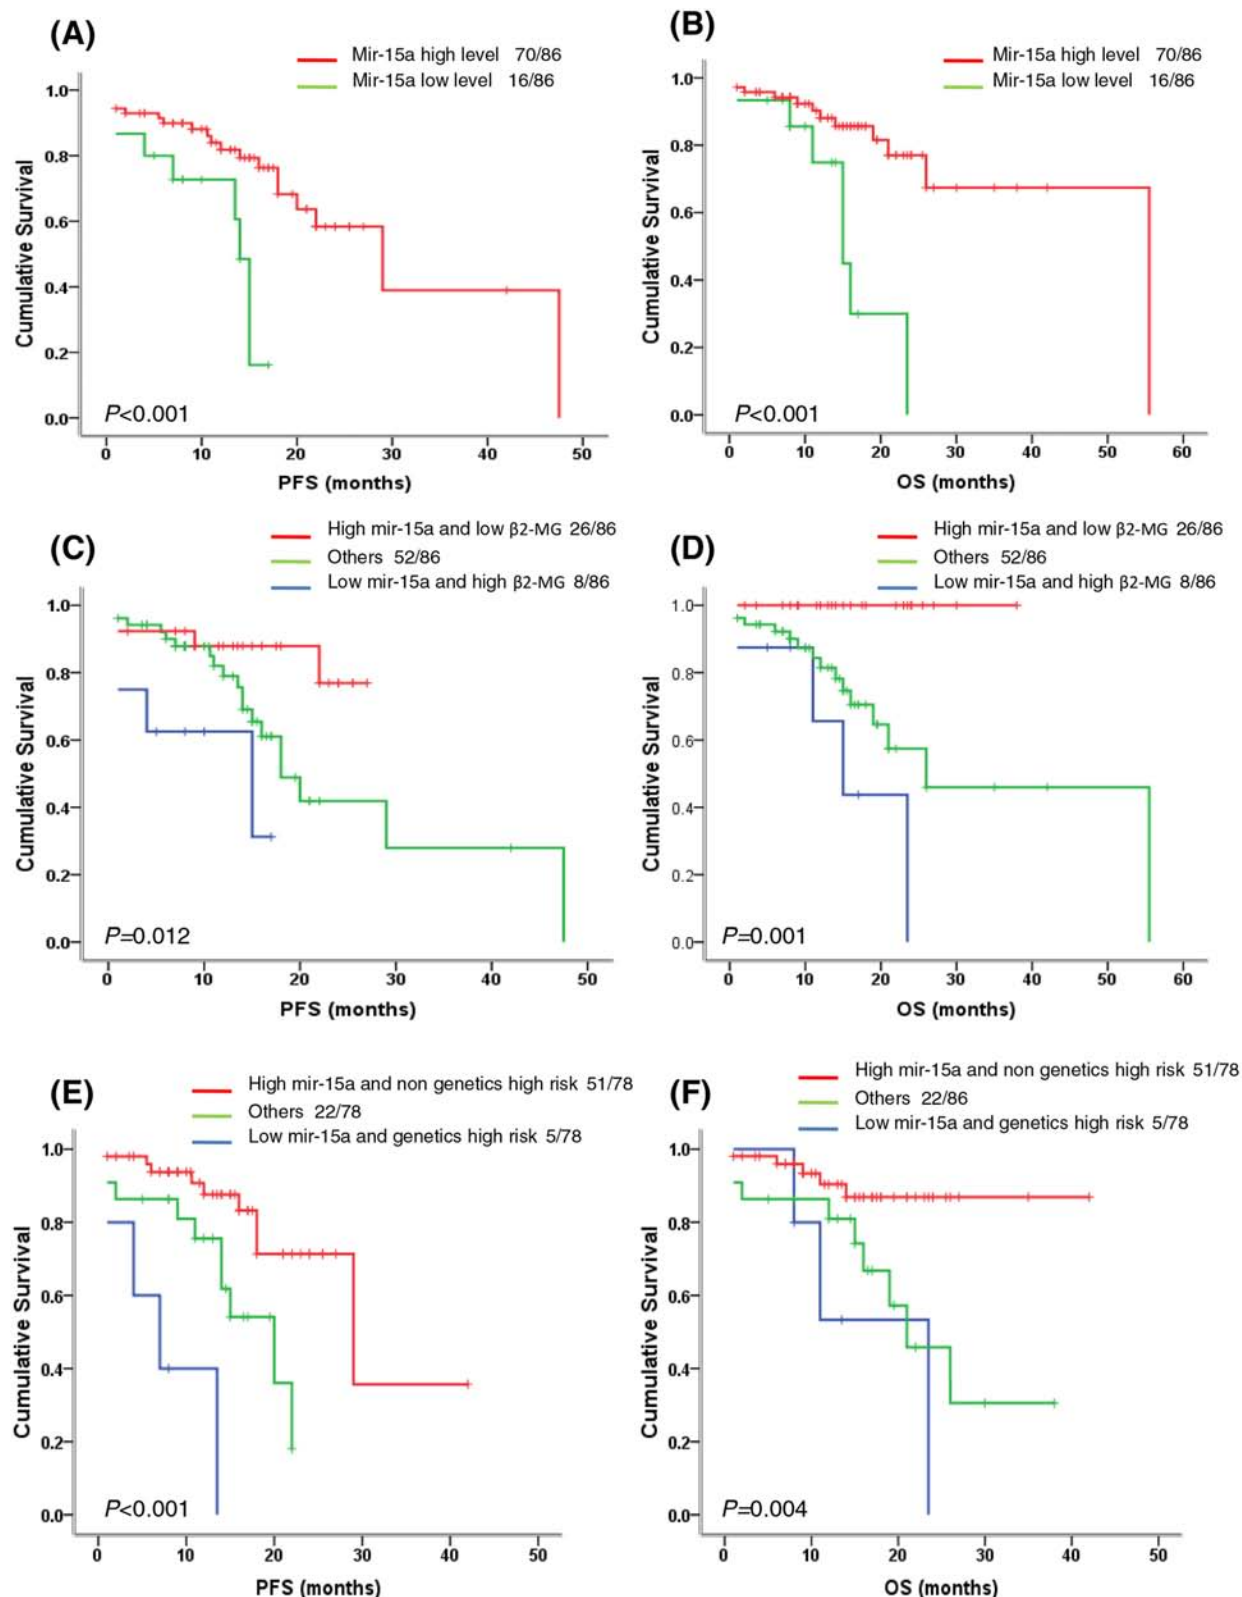 (A)
Mir-15a high level 70/86
Mir-15a low level 16/86
1.0
0.8
0.6
0.4
0.2
0.0
Cumulative Survival
P<0.001
0 10 20 30 40 50
PFS (months)
(B)
Mir-15a high level 70/86
Mir-15a low level 16/86
1.0
0.8
0.6
0.4
0.2
0.0
Cumulative Survival
P<0.001
0 10 20 30 40 50 60
OS (months)
(C)
High mir-15a and low β2-MG 26/86
Others 52/86
Low mir-15a and high β2-MG 8/86
1.0
0.8
0.6
0.4
0.2
0.0
Cumulative Survival
P=0.012
0 10 20 30 40 50
PFS (months)
(D)
High mir-15a and low β2-MG 26/86
Others 52/86
Low mir-15a and high β2-MG 8/86
1.0
0.8
0.6
0.4
0.2
0.0
Cumulative Survival
P=0.001
0 10 20 30 40 50 60
OS (months)
(E)
High mir-15a and non genetics high risk 51/78
Others 22/78
Low mir-15a and genetics high risk 5/78
1.0
0.8
0.6
0.4
0.2
0.0
Cumulative Survival
P<0.001
0 10 20 30 40 50
PFS (months)
(F)
High mir-15a and non genetics high risk 51/78
Others 22/86
Low mir-15a and genetics high risk 5/78
1.0
0.8
0.6
0.4
0.2
0.0
Cumulative Survival
P=0.004
0 10 20 30 40 50
OS (months)